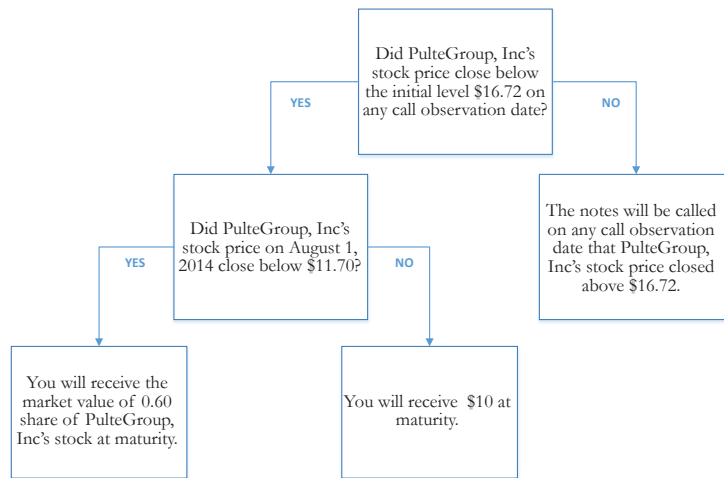 Did PulteGroup, Inc's
stock price close below
the initial level $16.72 on
any call observation date?
YES
NO
Did PulteGroup, Inc's
stock price on August 1,
2014 close below $11.70?
The notes will be called
on any call observation
date that PulteGroup,
Inc's stock price closed
above $16.72.
YES
NO
You will receive the
market value of 0.60
share of PulteGroup,
Inc's stock at maturity.
You will receive $10 at
maturity.